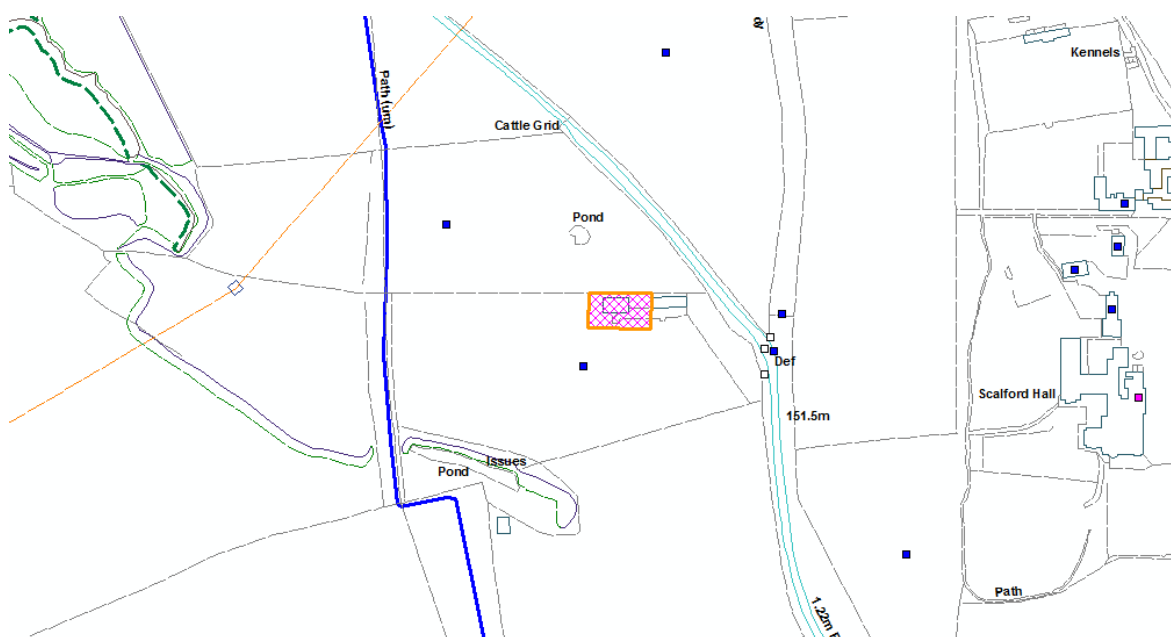 Kennels
Path (um)
Cattle Grid
Pond
Def
Scalford Hall
151.5m
Issues
Pond
Path
1.22m